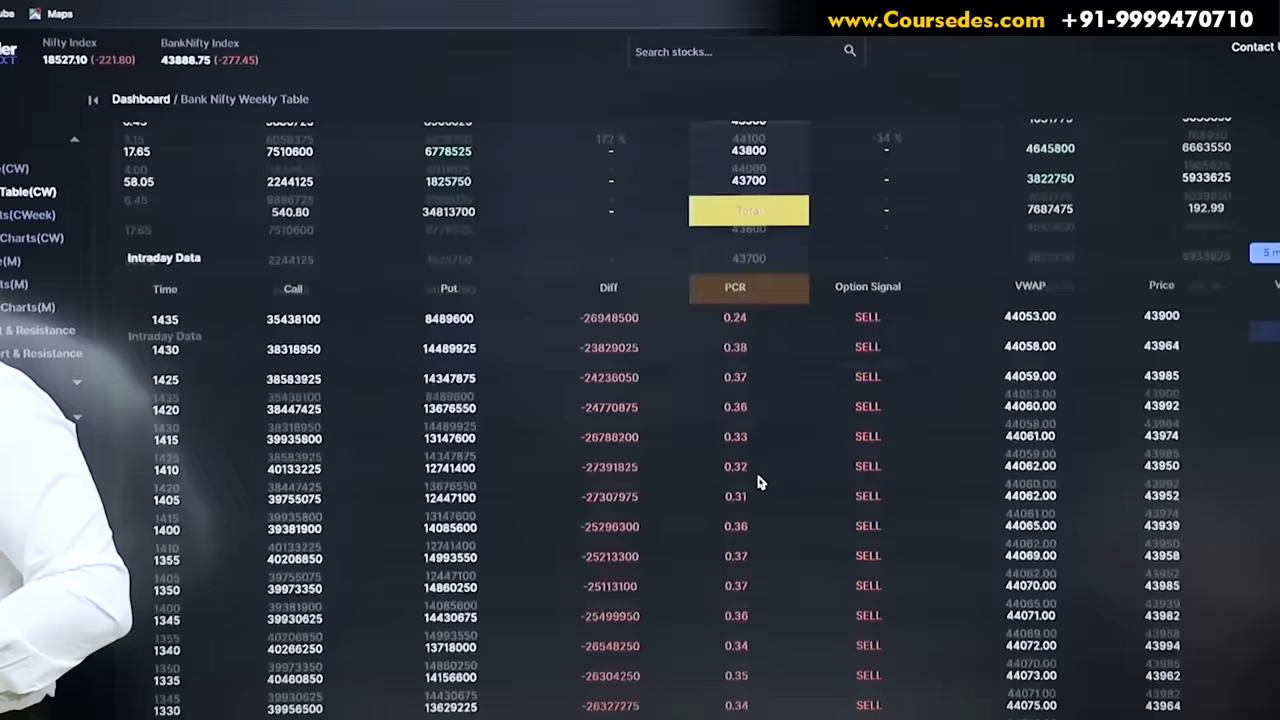 ube Maps
www.Coursedes.com +91-9999470710
Nifty Index BankNifty Index
18527.10 (-221.80) 43888.75 (-277.45)
Search stocks...
Contact
Dashboard / Bank Nifty Weekly Table
17.65 7510600 6778525 - 43800 - 4645800 6663550
(CW)
58.05 2244125 1825750 - 43700 - 3822750 5933625
Table(CW)
540.80 34813700 - Total - 7687475 192.99
ts(CWeek)
Charts(CW)
Intraday Data
(M)
5 m
ts(M)
Time Call Put Diff PCR Option Signal VWAP Price
Charts(M)
1435 35438100 8489600 -26948500 0.24 SELL 44053.00 43900
t & Resistance
1430 38318950 14489925 -23829025 0.38 SELL 44058.00 43964
rt & Resistance
1425 38583925 14347875 -24236050 0.37 SELL 44059.00 43985
1420 38447425 13676550 -24770875 0.36 SELL 44060.00 43992
1415 39935800 13147600 -26788200 0.33 SELL 44061.00 43974
1410 40133225 12741400 -27391825 0.32 SELL 44062.00 43950
1405 39755075 12447100 -27307975 0.31 SELL 44062.00 43952
1400 39381900 14085600 -25296300 0.36 SELL 44065.00 43939
1355 40206850 14993550 -25213300 0.37 SELL 44069.00 43958
1350 39973350 14860250 -25113100 0.37 SELL 44070.00 43985
1345 39930625 14430675 -25499950 0.36 SELL 44071.00 43982
1340 40266250 13718000 -26548250 0.34 SELL 44072.00 43994
1335 40460850 14156600 -26304250 0.35 SELL 44073.00 43962
1330 39956500 13629225 -26327275 0.34 SELL 44075.00 43964